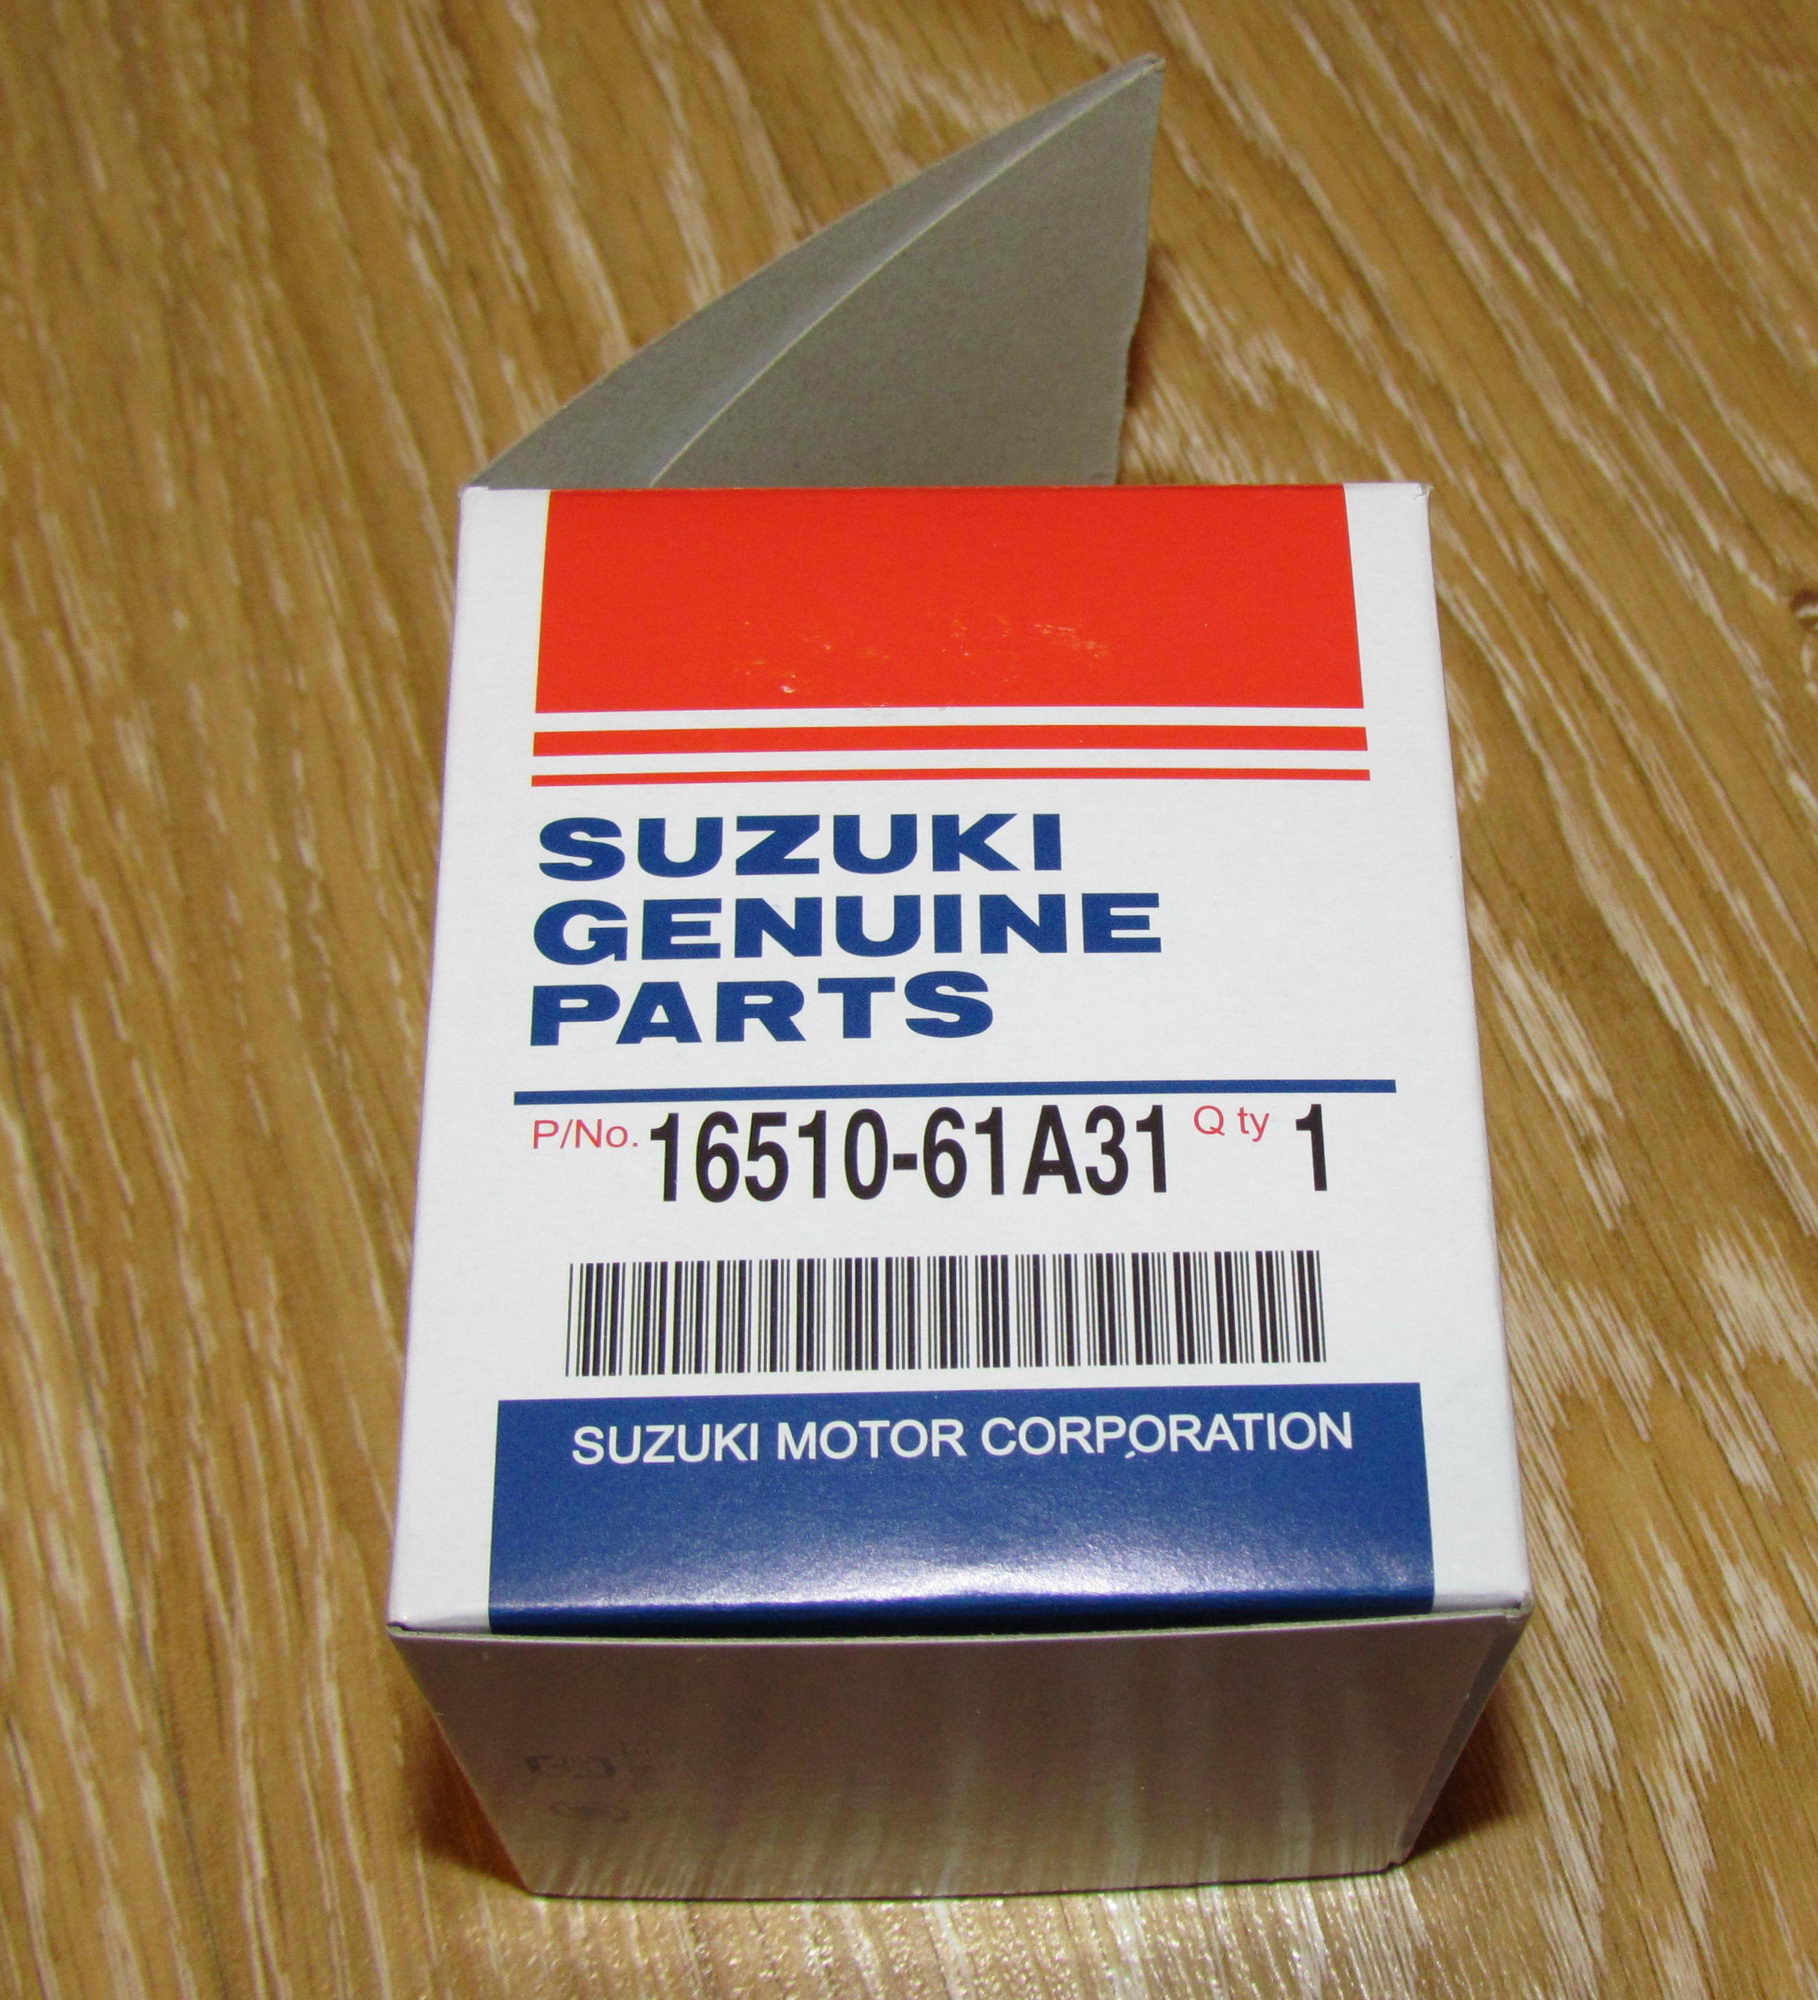 SUZUKI
GENUINE
PARTS
P/No. 16510-61A31 Q ty 1
SUZUKI MOTOR CORPORATION